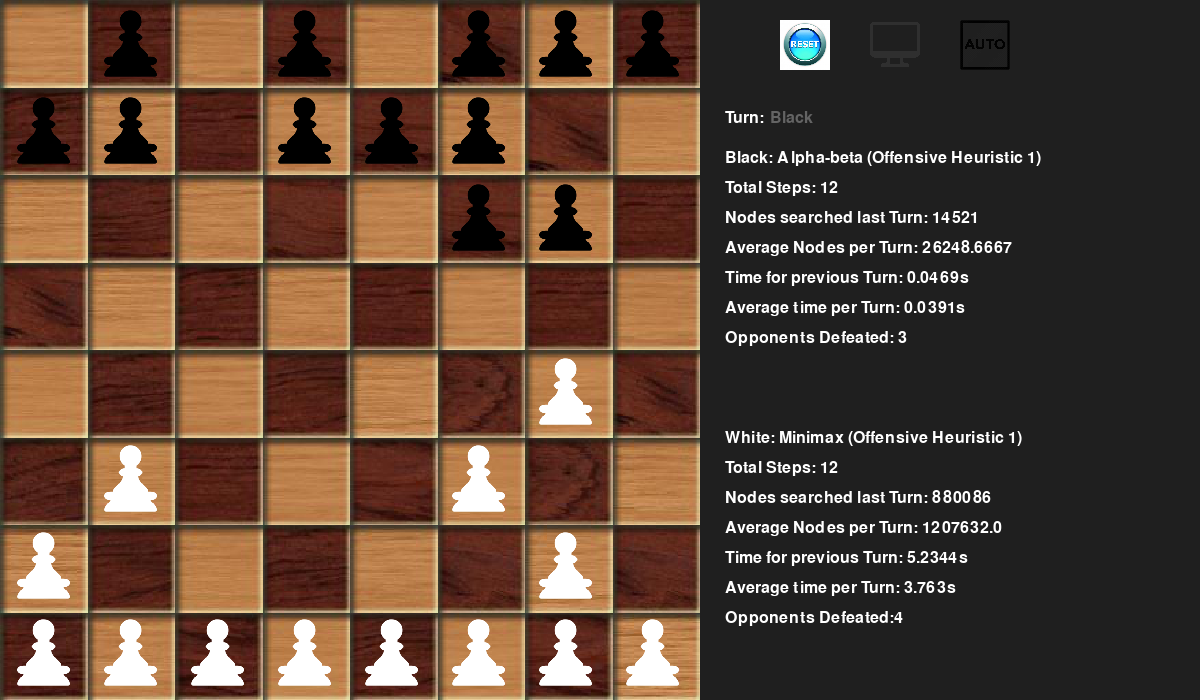 RESET
AUTO
Turn: Black
Black: Alpha-beta (Offensive Heuristic 1)
Total Steps: 12
Nodes searched last Turn: 14521
Average Nodes per Turn: 26248.6667
Time for previous Turn: 0.0469s
Average time per Turn: 0.0391s
Opponents Defeated: 3
White: Minimax (Offensive Heuristic 1)
Total Steps: 12
Nodes searched last Turn: 880086
Average Nodes per Turn: 1207632.0
Time for previous Turn: 5.2344s
Average time per Turn: 3.763s
Opponents Defeated:4